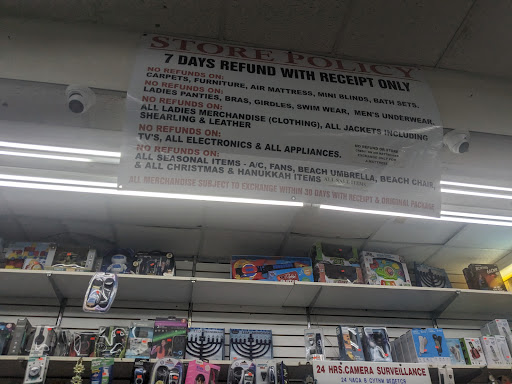 STORE POLICY
7 DAYS REFUND WITH RECEIPT ONLY
NO REFUNDS ON:
CARPETS, FURNITURE, AIR MATTRESS, MINI BLINDS, BATH SETS.
NO REFUNDS ON:
LADIES PANTIES, BRAS, GIRDLES, SWIM WEAR, MEN'S UNDERWEAR.
NO REFUNDS ON:
ALL LADIES MERCHANDISE (CLOTHING), ALL JACKETS INCLUDING
SHEARLING & LEATHER
NO REFUNDS ON:
TV'S, ALL ELECTRONICS & ALL APPLIANCES.
NO REFUNDS ON:
ALL SEASONAL ITEMS - A/C, FANS, BEACH UMBRELLA, BEACH CHAIR,
& ALL CHRISTMAS & HANUKKAH ITEMS ALL SALE ITEMS
ALL MERCHANDISE SUBJECT TO EXCHANGE WITHIN 30 DAYS WITH RECEIPT & ORIGINAL PACKAGE
24 HRS.CAMERA SURVEILLANCE